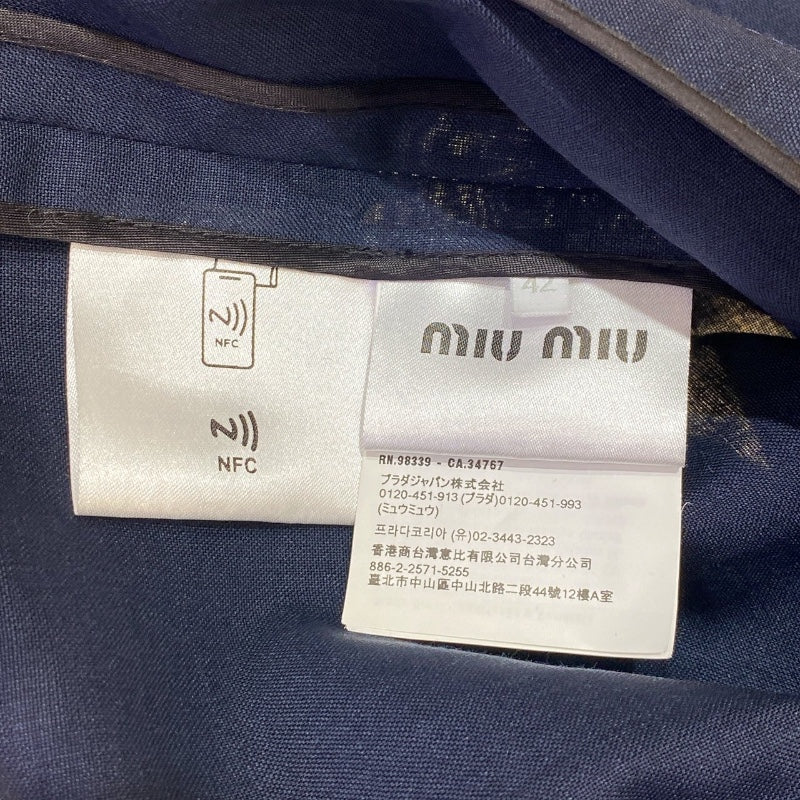 NFC
NFC
42
miu miu
RN.98339 - CA.34767
プラダジャパン株式会社
0120-451-913 (プラダ)0120-451-993
(ミュウミュウ)
프라다코리아 (유)02-3443-2323
香港商台灣意比有限公司台灣分公司
886-2-2571-5255
臺北市中山區中山北路二段44號12樓A室